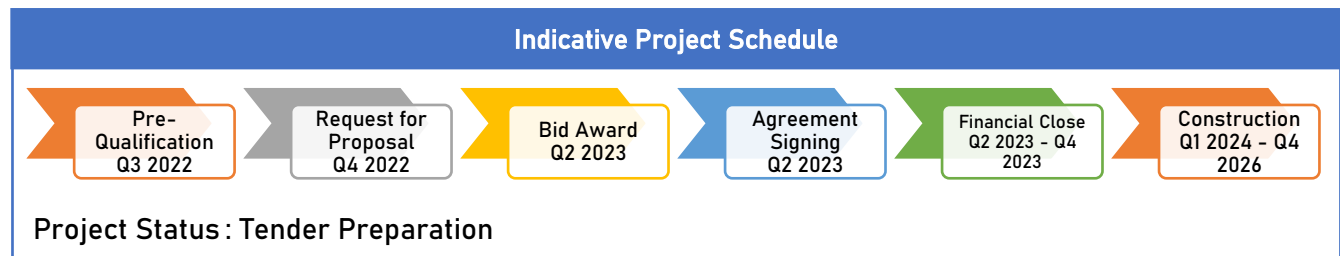 Indicative Project Schedule
Pre-
Qualification
Q3 2022
Request for
Proposal
Q4 2022
Bid Award
Q2 2023
Agreement
Signing
Q2 2023
Financial Close
Q2 2023 - Q4
2023
Construction
Q1 2024 - Q4
2026
Project Status : Tender Preparation